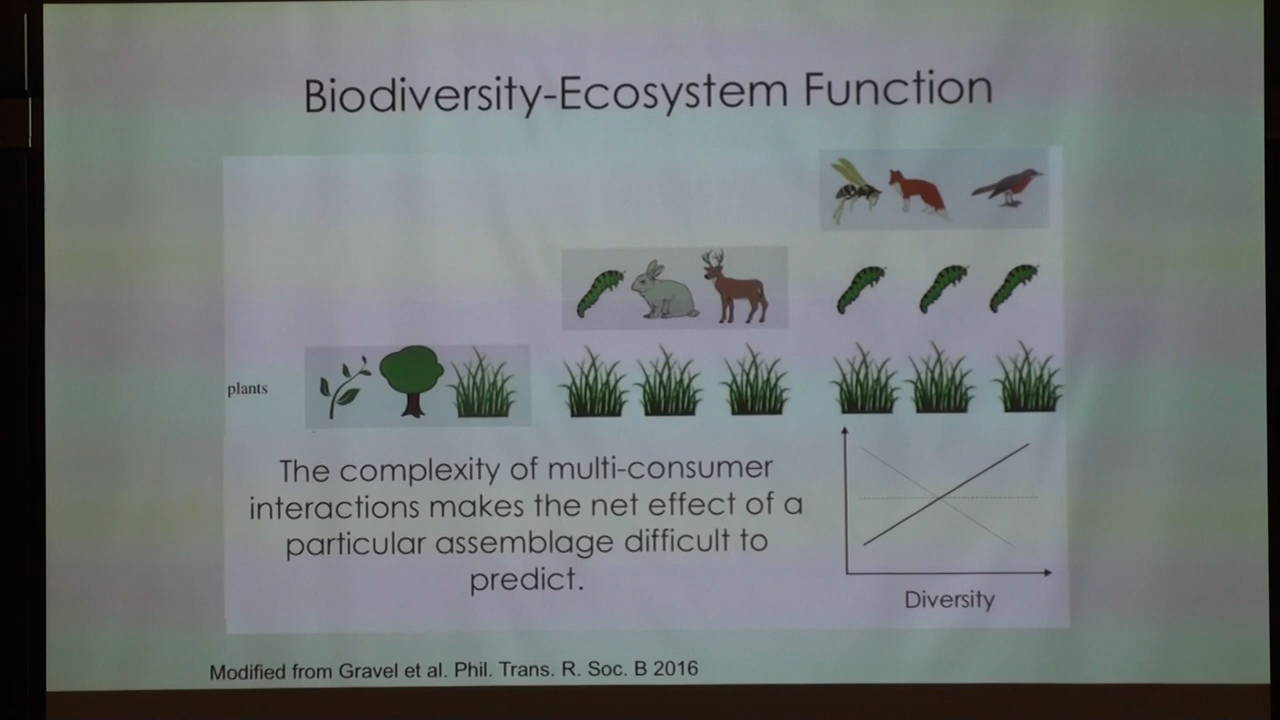 Biodiversity-Ecosystem Function
plants
The complexity of multi-consumer
interactions makes the net effect of a
particular assemblage difficult to
predict.
Diversity
Modified from Gravel et al. Phil. Trans. R. Soc. B 2016